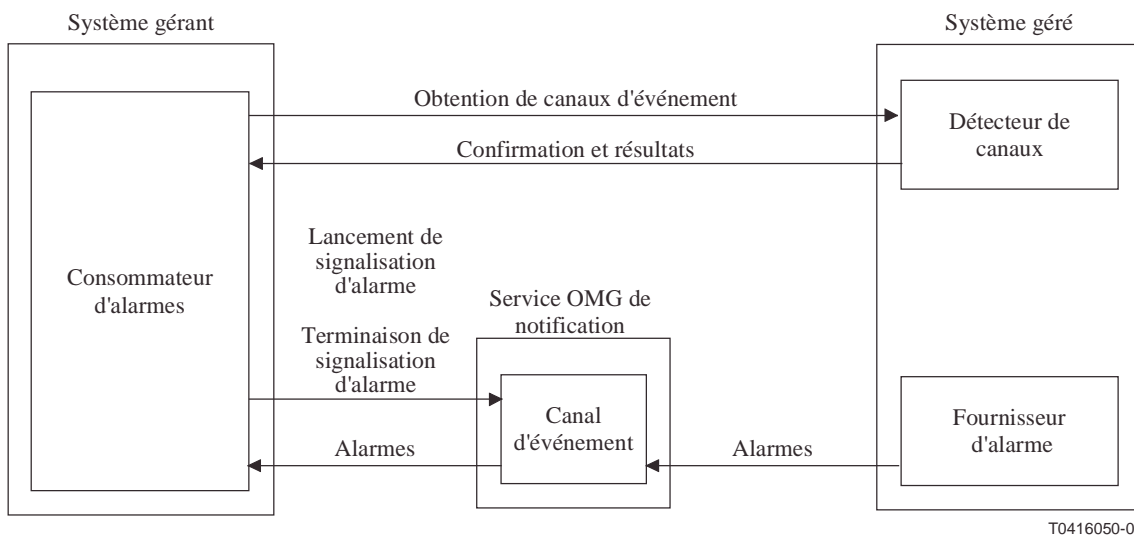 Système gérant
Système géré
Obtention de canaux d'événement
Détecteur de
canaux
Confirmation et résultats
Lancement de
signalisation
d'alarme
Consommateur
d'alarmes
Service OMG de
notification
Terminaison de
signalisation
d'alarme
Canal
d'événement
Fournisseur
d'alarme
Alarmes
Alarmes
T0416050-0